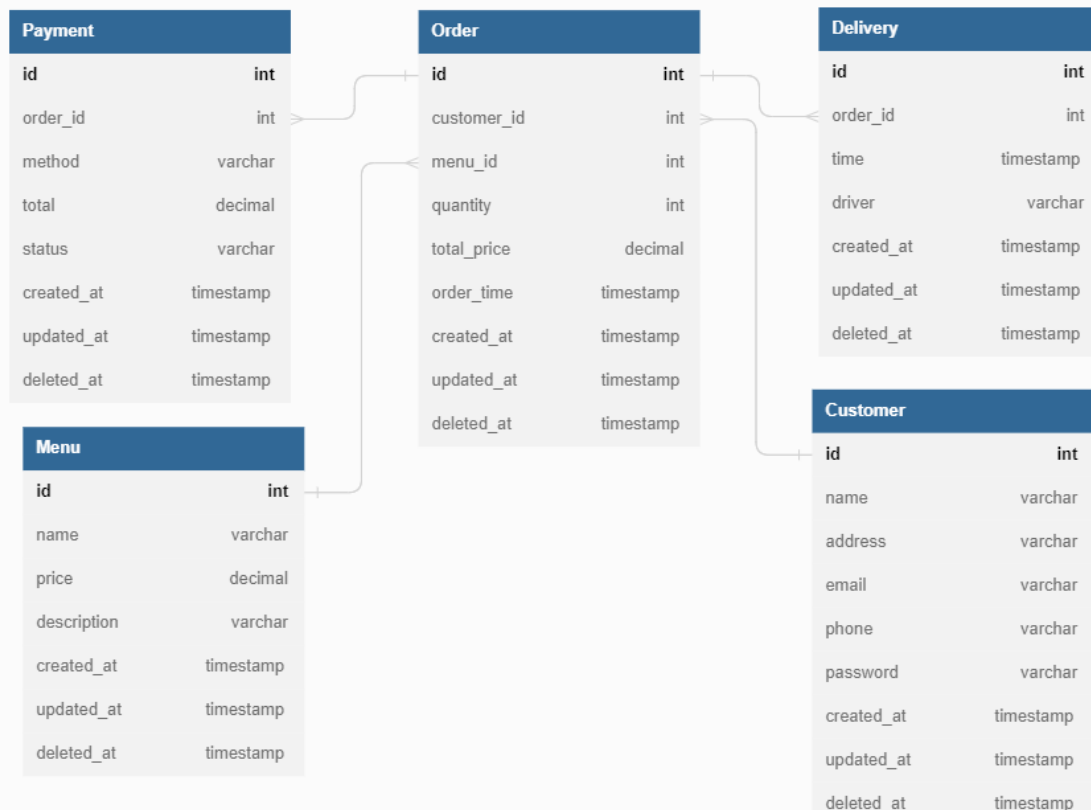 Payment
id int
order_id int
method varchar
total decimal
status varchar
created_at timestamp
updated_at timestamp
deleted_at timestamp
Order
id int
customer_id int
menu_id int
quantity int
total_price decimal
order_time timestamp
created_at timestamp
updated_at timestamp
deleted_at timestamp
Delivery
id int
order_id int
time timestamp
driver varchar
created_at timestamp
updated_at timestamp
deleted_at timestamp
Menu
id int
name varchar
price decimal
description varchar
created_at timestamp
updated_at timestamp
deleted_at timestamp
Customer
id int
name varchar
address varchar
email varchar
phone varchar
password varchar
created_at timestamp
updated_at timestamp
deleted_at timestamp